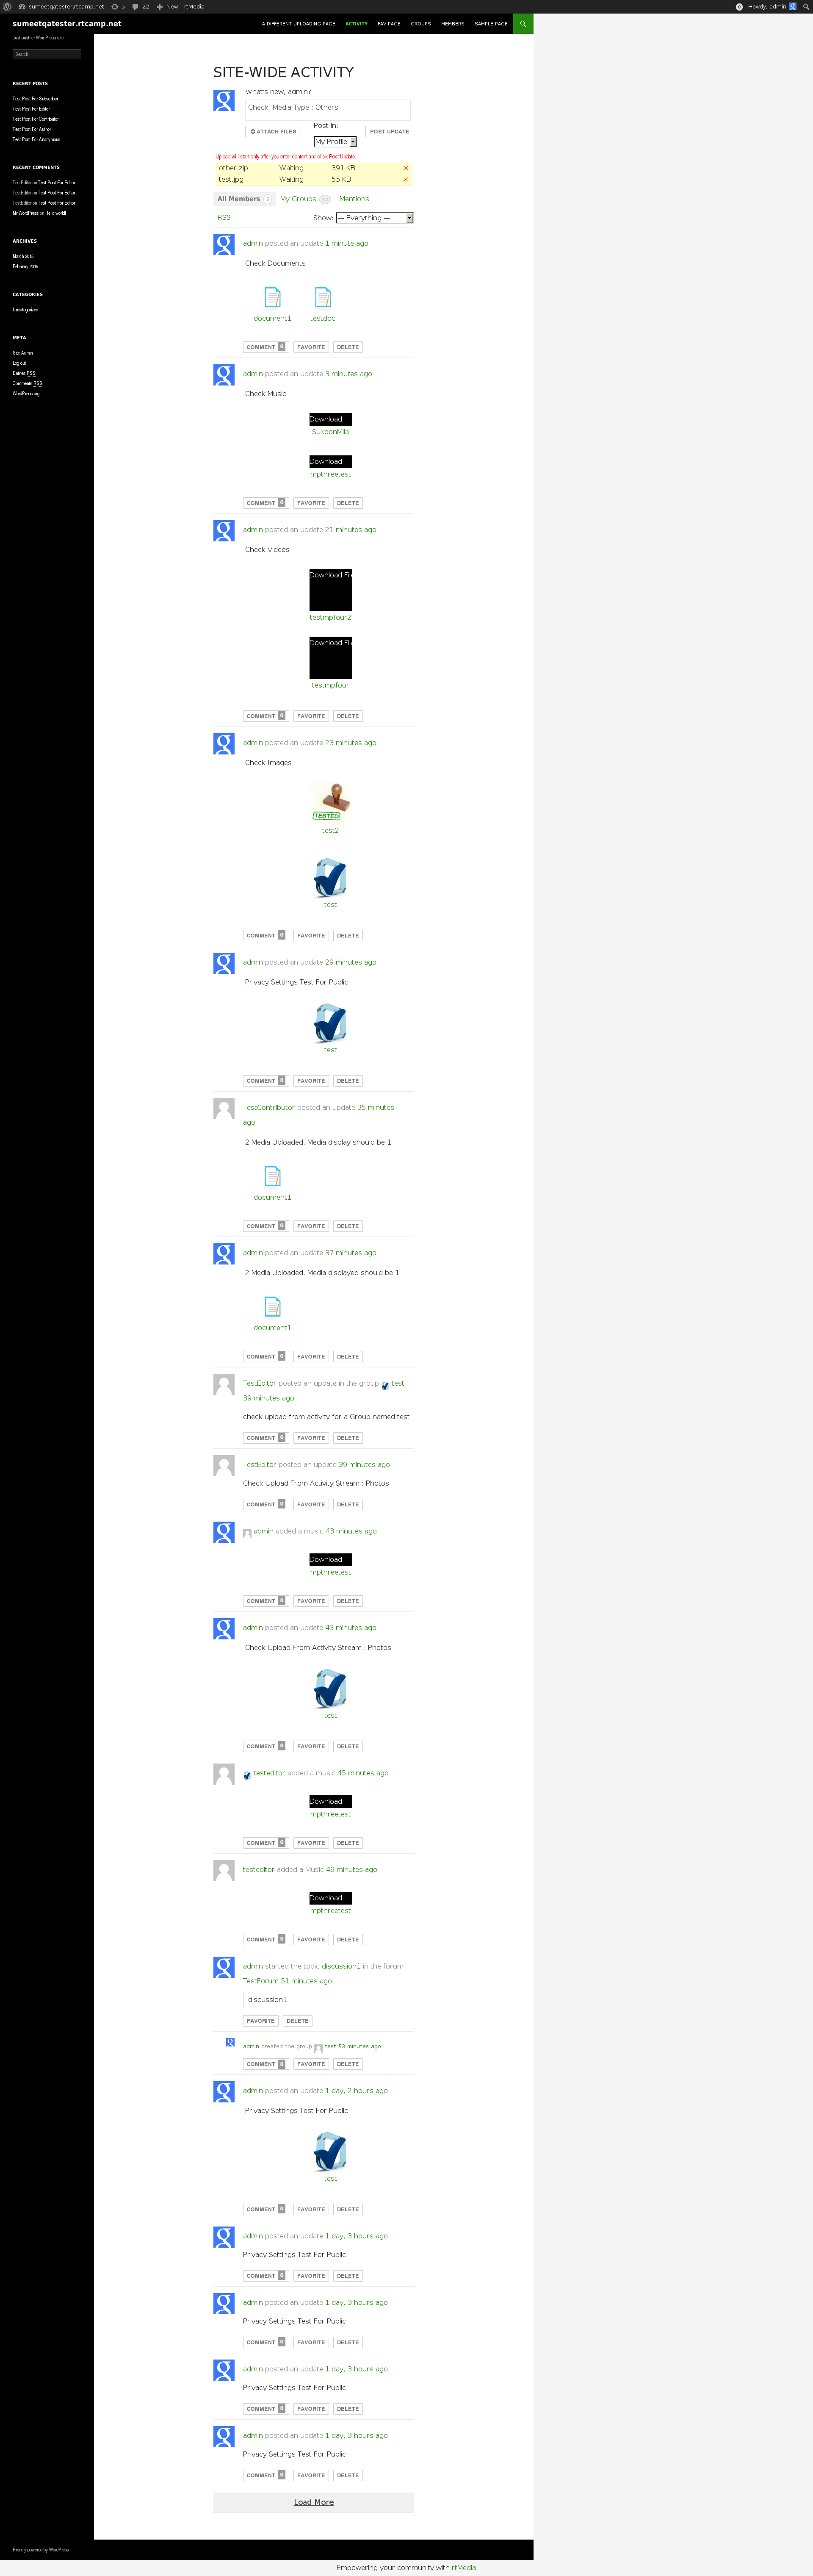 sumeetqatester.rtcamp.net 5 22 New rtMedia 0 Howdy, admin
sumeetqatester.rtcamp.net
A DIFFERENT UPLOADING PAGE ACTIVITY FAV PAGE GROUPS MEMBERS SAMPLE PAGE
Just another WordPress site
Search …
RECENT POSTS
Test Post For Subscriber
Test Post For Editor
Test Post For Contributor
Test Post For Author
Test Post For Anonymous
RECENT COMMENTS
TestEditor on Test Post For Editor
TestEditor on Test Post For Editor
TestEditor on Test Post For Editor
Mr WordPress on Hello world!
ARCHIVES
March 2015
February 2015
CATEGORIES
Uncategorized
META
Site Admin
Log out
Entries RSS
Comments RSS
WordPress.org
SITE-WIDE ACTIVITY
What's new, admin?
Check Media Type : Others
ATTACH FILES
Post in:
My Profile
POST UPDATE
Upload will start only after you enter content and click Post Update.
other.zip Waiting 391 KB ×
test.jpg Waiting 55 KB ×
All Members 3 My Groups 17 Mentions
RSS Show: — Everything —
admin posted an update 1 minute ago
Check Documents
document1 testdoc
COMMENT 0 FAVORITE DELETE
admin posted an update 3 minutes ago
Check Music
Download
SukoonMila
Download
mpthreetest
COMMENT 0 FAVORITE DELETE
admin posted an update 21 minutes ago
Check Videos
Download File
testmpfour2
Download File
testmpfour
COMMENT 0 FAVORITE DELETE
admin posted an update 23 minutes ago
Check Images
TESTED
test2
test
COMMENT 0 FAVORITE DELETE
admin posted an update 29 minutes ago
Privacy Settings Test For Public
test
COMMENT 0 FAVORITE DELETE
TestContributor posted an update 35 minutes
ago
2 Media Uploaded. Media display should be 1
document1
COMMENT 0 FAVORITE DELETE
admin posted an update 37 minutes ago
2 Media Uploaded. Media displayed should be 1
document1
COMMENT 0 FAVORITE DELETE
TestEditor posted an update in the group test
39 minutes ago
check upload from activity for a Group named test
COMMENT 0 FAVORITE DELETE
TestEditor posted an update 39 minutes ago
Check Upload From Activity Stream : Photos
COMMENT 0 FAVORITE DELETE
admin added a music 43 minutes ago
Download
mpthreetest
COMMENT 0 FAVORITE DELETE
admin posted an update 43 minutes ago
Check Upload From Activity Stream : Photos
test
COMMENT 0 FAVORITE DELETE
testeditor added a music 45 minutes ago
Download
mpthreetest
COMMENT 0 FAVORITE DELETE
testeditor added a Music 49 minutes ago
Download
mpthreetest
COMMENT 0 FAVORITE DELETE
admin started the topic discussion1 in the forum
TestForum 51 minutes ago
discussion1
FAVORITE DELETE
admin created the group test 53 minutes ago
COMMENT 0 FAVORITE DELETE
admin posted an update 1 day, 2 hours ago
Privacy Settings Test For Public
test
COMMENT 0 FAVORITE DELETE
admin posted an update 1 day, 3 hours ago
Privacy Settings Test For Public
COMMENT 0 FAVORITE DELETE
admin posted an update 1 day, 3 hours ago
Privacy Settings Test For Public
COMMENT 0 FAVORITE DELETE
admin posted an update 1 day, 3 hours ago
Privacy Settings Test For Public
COMMENT 0 FAVORITE DELETE
admin posted an update 1 day, 3 hours ago
Privacy Settings Test For Public
COMMENT 0 FAVORITE DELETE
Load More
Proudly powered by WordPress
Empowering your community with rtMedia